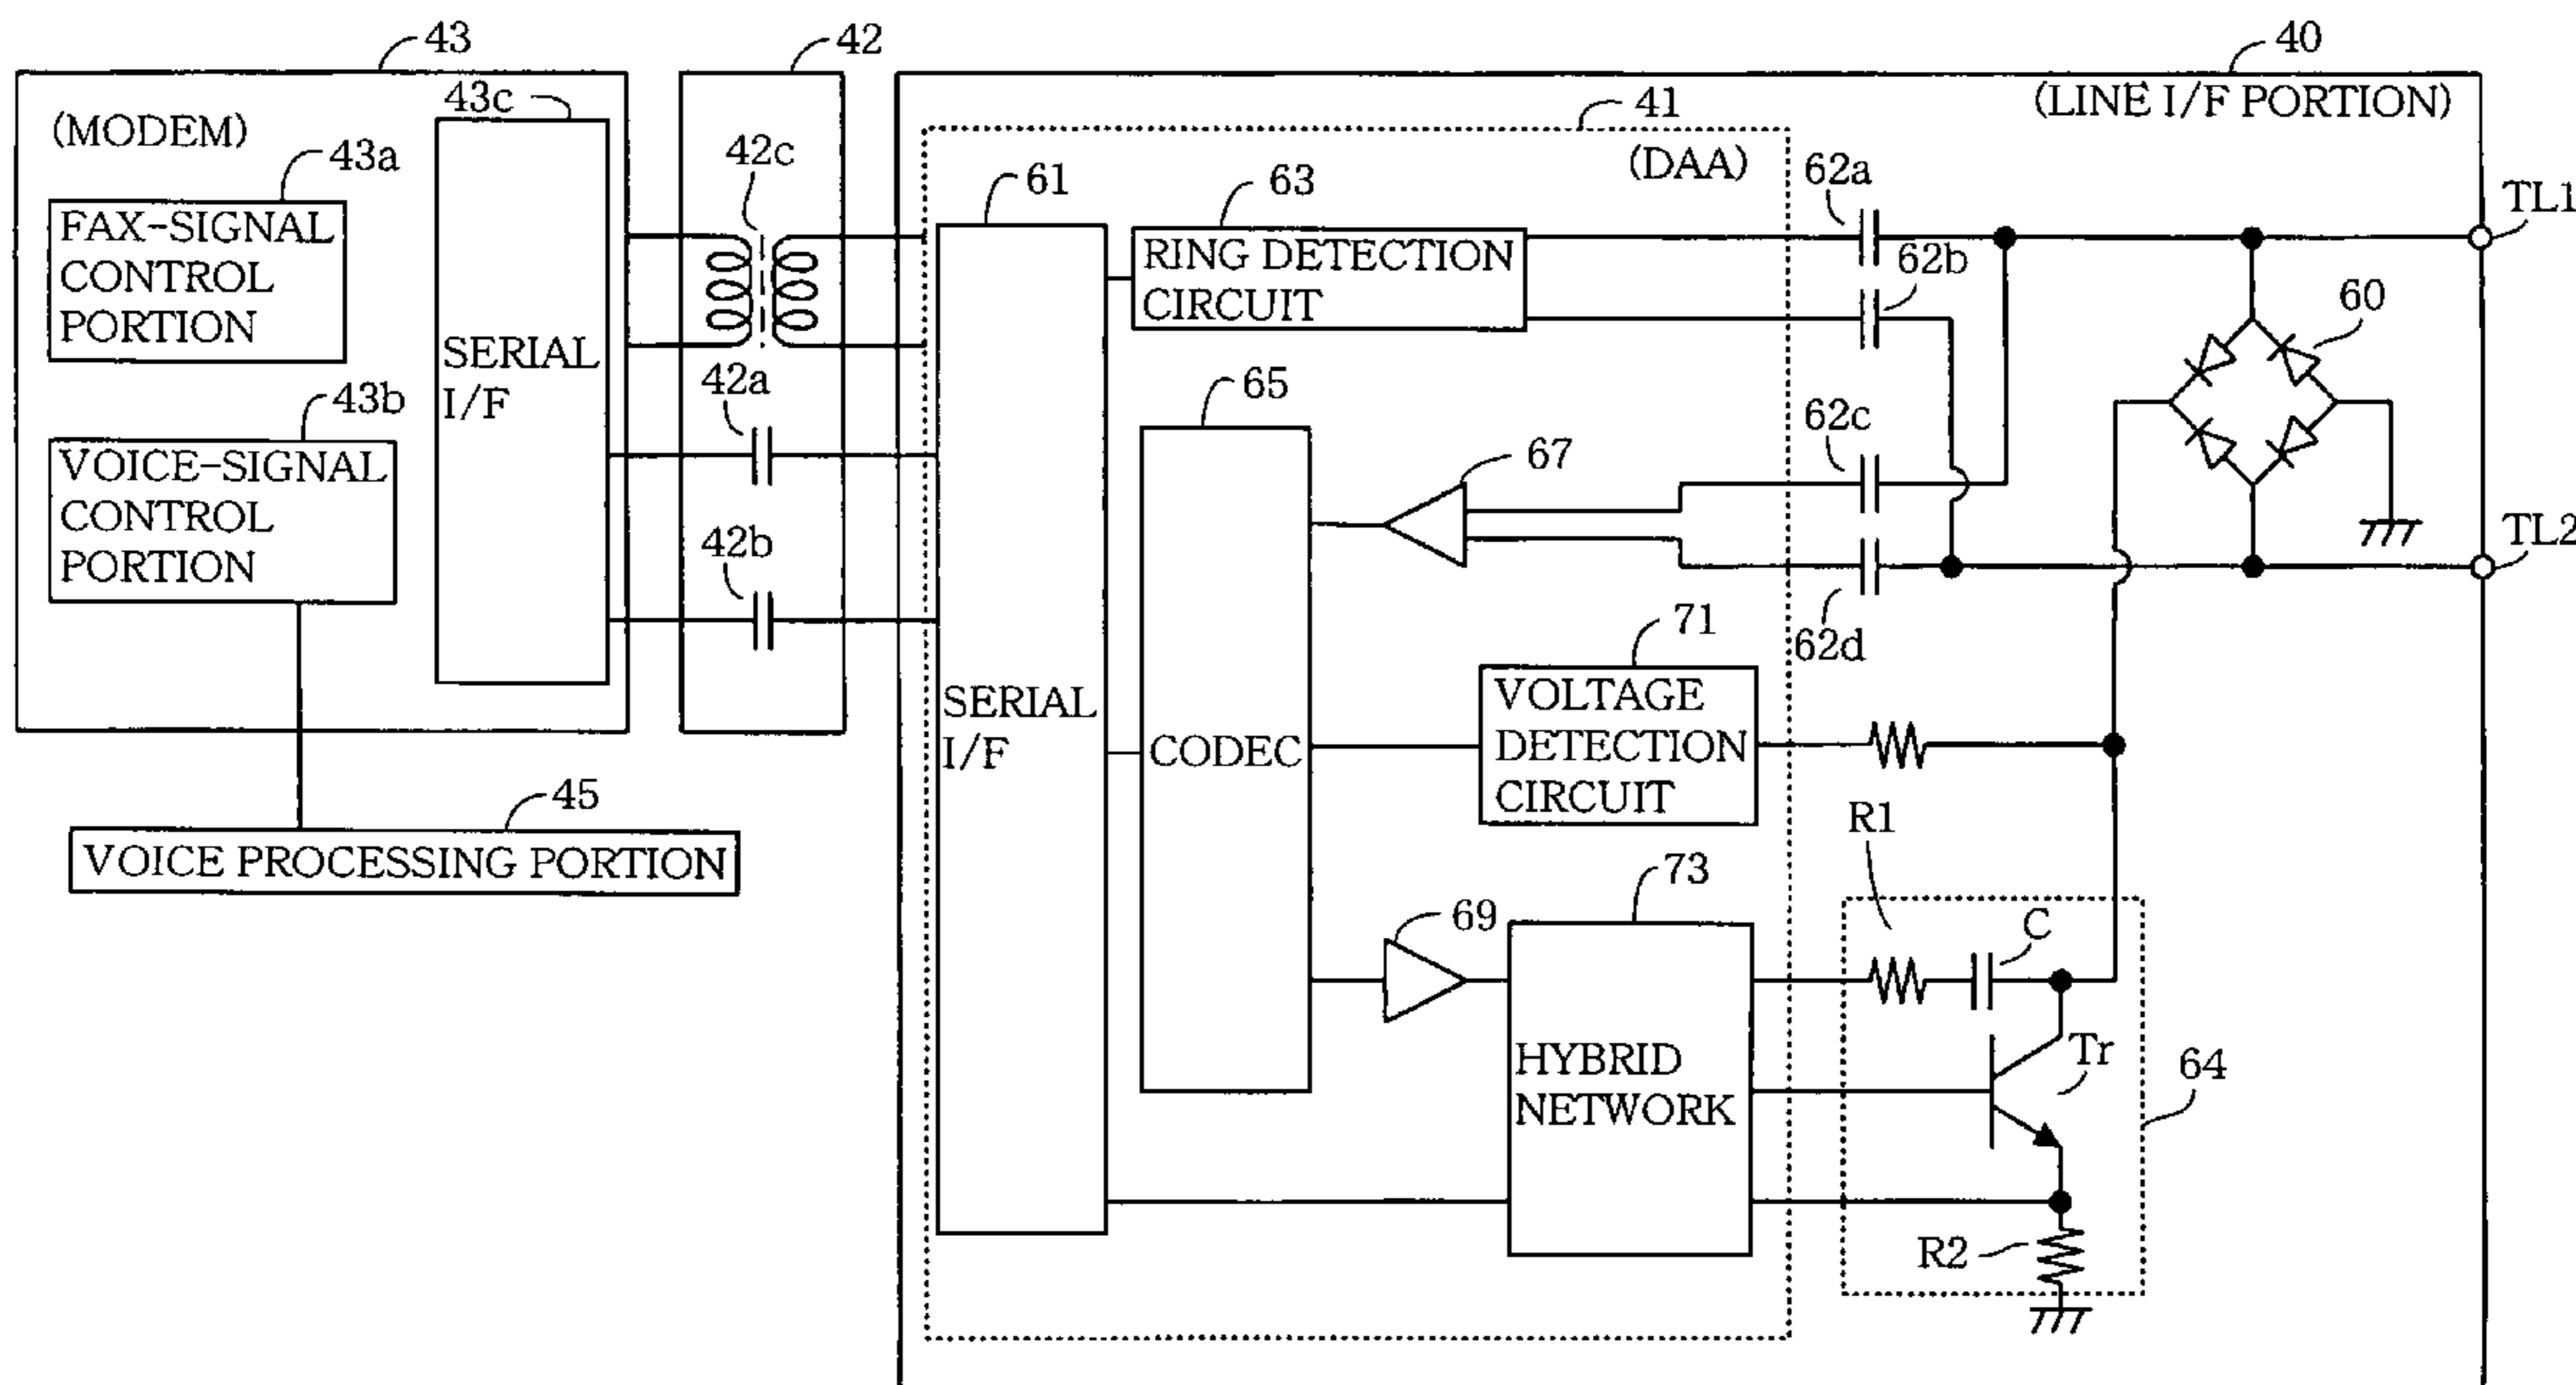 43
42
40
(MODEM)
43c
41
(LINE I/F PORTION)
43a
42c
61
63
(DAA)
62a
TL1
FAX-SIGNAL
CONTROL
PORTION
RING DETECTION
CIRCUIT
62b
60
SERIAL
I/F
42a
65
43b
62c
67
VOICE-SIGNAL
CONTROL
PORTION
42b
TL2
71
62d
SERIAL
I/F
CODEC
VOLTAGE
DETECTION
CIRCUIT
45
R1
VOICE PROCESSING PORTION
73
69
C
HYBRID
NETWORK
Tr
64
R2